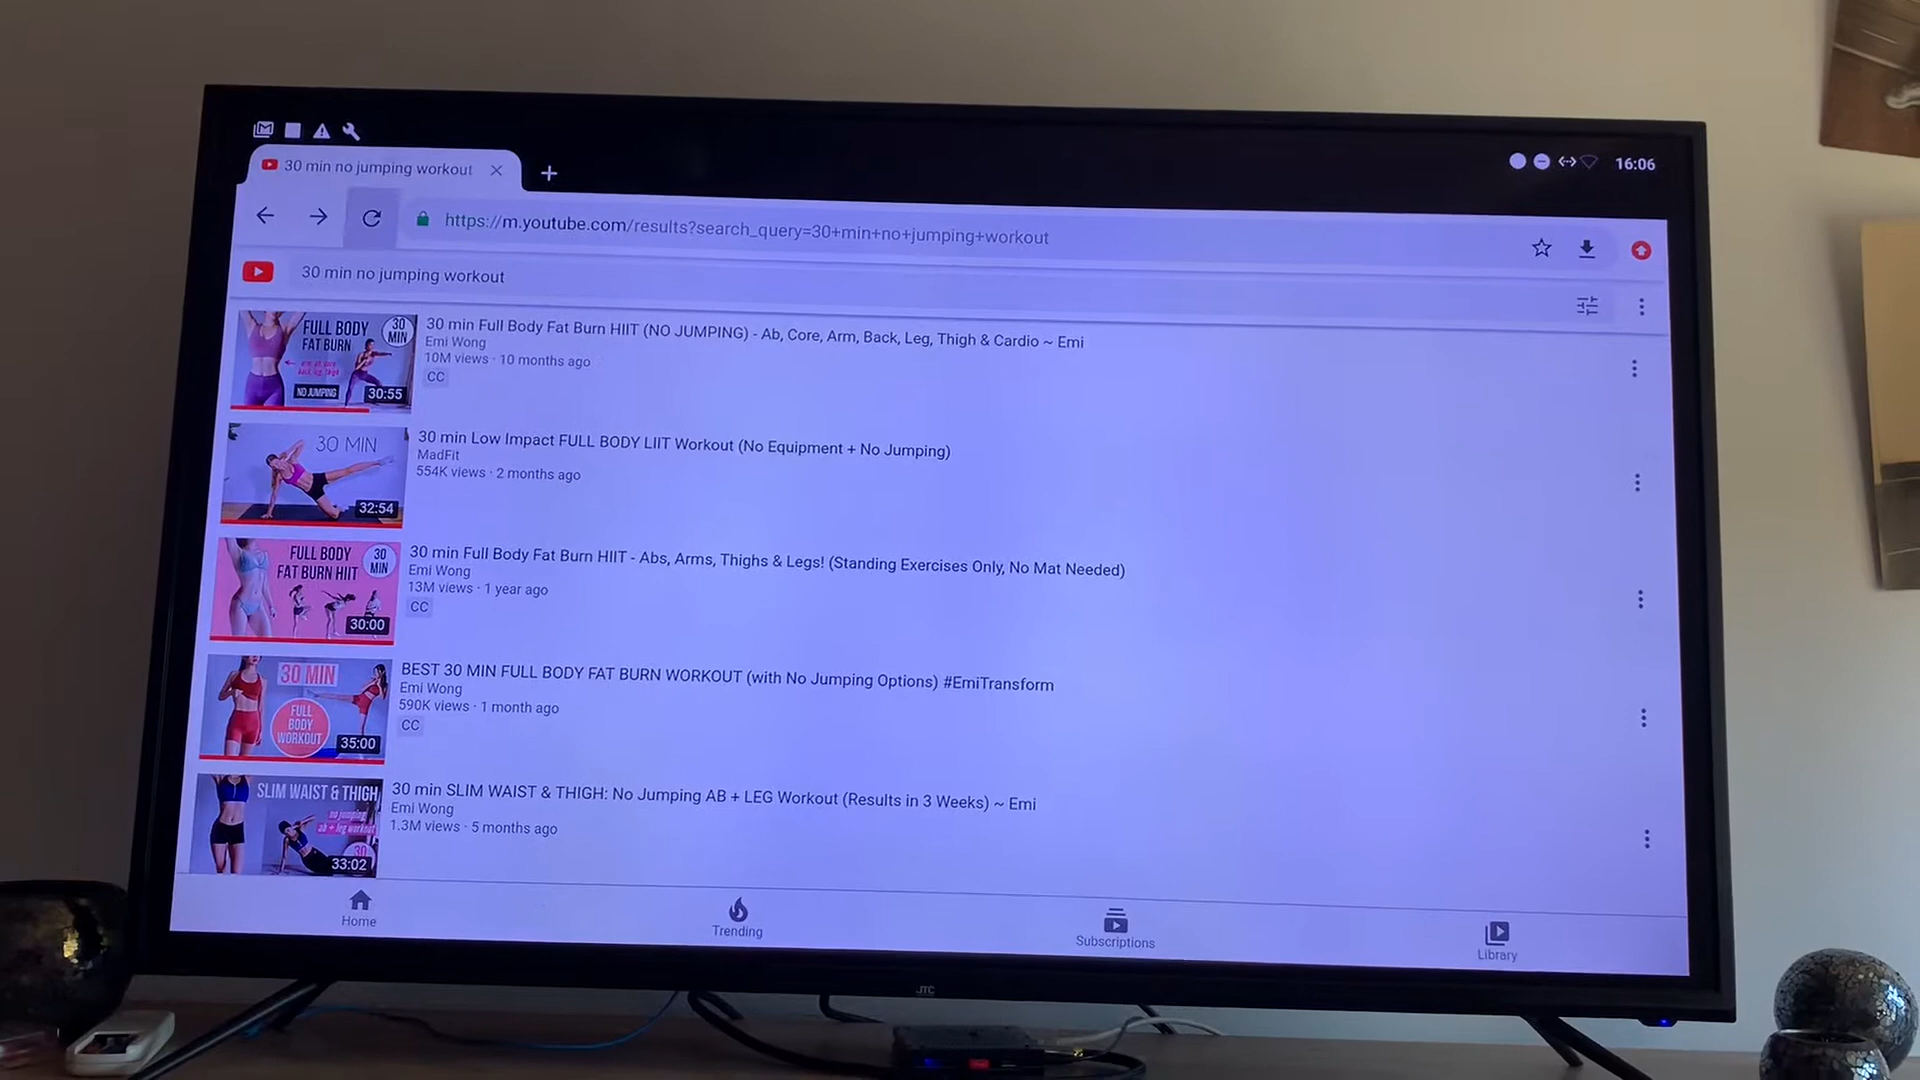 16:06
30 min no jumping workout
https://m.youtube.com/results?search_query=30+min+no+jumping+workout
30 min no jumping workout
FULL BODY
FAT BURN
30
MIN
NO JUMPING
30:55
30 min Full Body Fat Burn HIIT (NO JUMPING) - Ab, Core, Arm, Back, Leg, Thigh & Cardio ~ Emi
Emi Wong
10M views · 10 months ago
CC
30 MIN
32:54
30 min Low Impact FULL BODY LIIT Workout (No Equipment + No Jumping)
MadFit
554K views · 2 months ago
FULL BODY
FAT BURN HIIT
30
MIN
30:00
30 min Full Body Fat Burn HIIT - Abs, Arms, Thighs & Legs! (Standing Exercises Only, No Mat Needed)
Emi Wong
13M views · 1 year ago
CC
30 MIN
FULL
BODY
WORKOUT
35:00
BEST 30 MIN FULL BODY FAT BURN WORKOUT (with No Jumping Options) #EmiTransform
Emi Wong
590K views · 1 month ago
CC
SLIM WAIST & THIGH
no jumping
ab + leg workout
30
33:02
30 min SLIM WAIST & THIGH: No Jumping AB + LEG Workout (Results in 3 Weeks) ~ Emi
Emi Wong
1.3M views · 5 months ago
Home
Trending
Subscriptions
Library
JTC